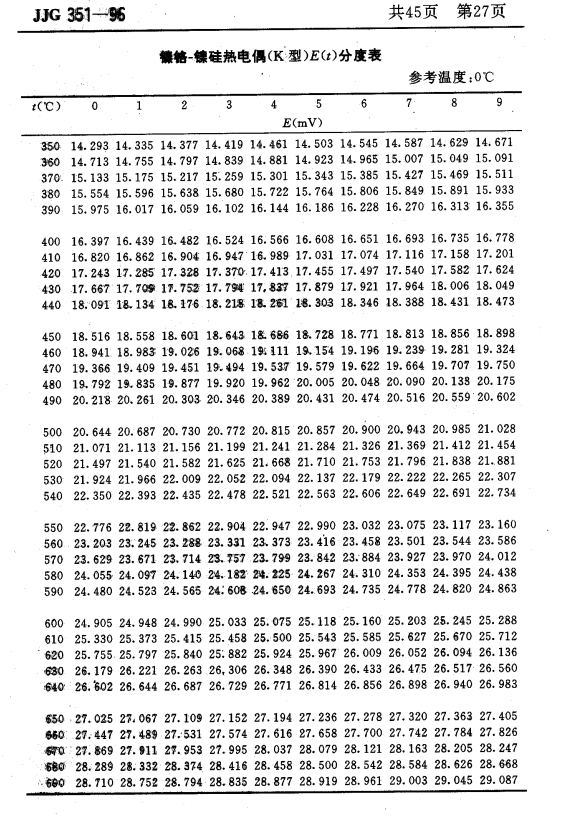 JJG 351—96 共45页 第27页
镍铬-镍硅热电偶(K 型)E(t)分度表
参考温度:0℃
t(℃) 0 1 2 3 4 5 6 7 8 9
E(mV)
350 14.293 14.335 14.377 14.419 14.461 14.503 14.545 14.587 14.629 14.671
360 14.713 14.755 14.797 14.839 14.881 14.923 14.965 15.007 15.049 15.091
370 15.133 15.175 15.217 15.259 15.301 15.343 15.385 15.427 15.469 15.511
380 15.554 15.596 15.638 15.680 15.722 15.764 15.806 15.849 15.891 15.933
390 15.975 16.017 16.059 16.102 16.144 16.186 16.228 16.270 16.313 16.355
400 16.397 16.439 16.482 16.524 16.566 16.608 16.651 16.693 16.735 16.778
410 16.820 16.862 16.904 16.947 16.989 17.031 17.074 17.116 17.158 17.201
420 17.243 17.285 17.328 17.370 17.413 17.455 17.497 17.540 17.582 17.624
430 17.667 17.709 17.752 17.794 17.837 17.879 17.921 17.964 18.006 18.049
440 18.091 18.134 18.176 18.218 18.261 18.303 18.346 18.388 18.431 18.473
450 18.516 18.558 18.601 18.643 18.686 18.728 18.771 18.813 18.856 18.898
460 18.941 18.983 19.026 19.068 19.111 19.154 19.196 19.239 19.281 19.324
470 19.366 19.409 19.451 19.494 19.537 19.579 19.622 19.664 19.707 19.750
480 19.792 19.835 19.877 19.920 19.962 20.005 20.048 20.090 20.133 20.175
490 20.218 20.261 20.303 20.346 20.389 20.431 20.474 20.516 20.559 20.602
500 20.644 20.687 20.730 20.772 20.815 20.857 20.900 20.943 20.985 21.028
510 21.071 21.113 21.156 21.199 21.241 21.284 21.326 21.369 21.412 21.454
520 21.497 21.540 21.582 21.625 21.668 21.710 21.753 21.796 21.838 21.881
530 21.924 21.966 22.009 22.052 22.094 22.137 22.179 22.222 22.265 22.307
540 22.350 22.393 22.435 22.478 22.521 22.563 22.606 22.649 22.691 22.734
550 22.776 22.819 22.862 22.904 22.947 22.990 23.032 23.075 23.117 23.160
560 23.203 23.245 23.288 23.331 23.373 23.416 23.458 23.501 23.544 23.586
570 23.629 23.671 23.714 23.757 23.799 23.842 23.884 23.927 23.970 24.012
580 24.055 24.097 24.140 24.182 24.225 24.267 24.310 24.353 24.395 24.438
590 24.480 24.523 24.565 24.608 24.650 24.693 24.735 24.778 24.820 24.863
600 24.905 24.948 24.990 25.033 25.075 25.118 25.160 25.203 25.245 25.288
610 25.330 25.373 25.415 25.458 25.500 25.543 25.585 25.627 25.670 25.712
620 25.755 25.797 25.840 25.882 25.924 25.967 26.009 26.052 26.094 26.136
630 26.179 26.221 26.263 26,306 26.348 26.390 26.433 26.475 26.517 26.560
640 26.602 26.644 26.687 26.729 26.771 26.814 26.856 26.898 26.940 26.983
650 27.025 27.067 27.109 27.152 27.194 27.236 27.278 27.320 27.363 27.405
660 27.447 27.489 27.531 27.574 27.616 27.658 27.700 27.742 27.784 27.826
670 27.869 27.911 27.953 27.995 28.037 28.079 28.121 28.163 28.205 28.247
680 28.289 28.332 28.374 28.416 28.458 28.500 28.542 28.584 28.626 28.668
690 28.710 28.752 28.794 28.835 28.877 28.919 28.961 29.003 29.045 29.087